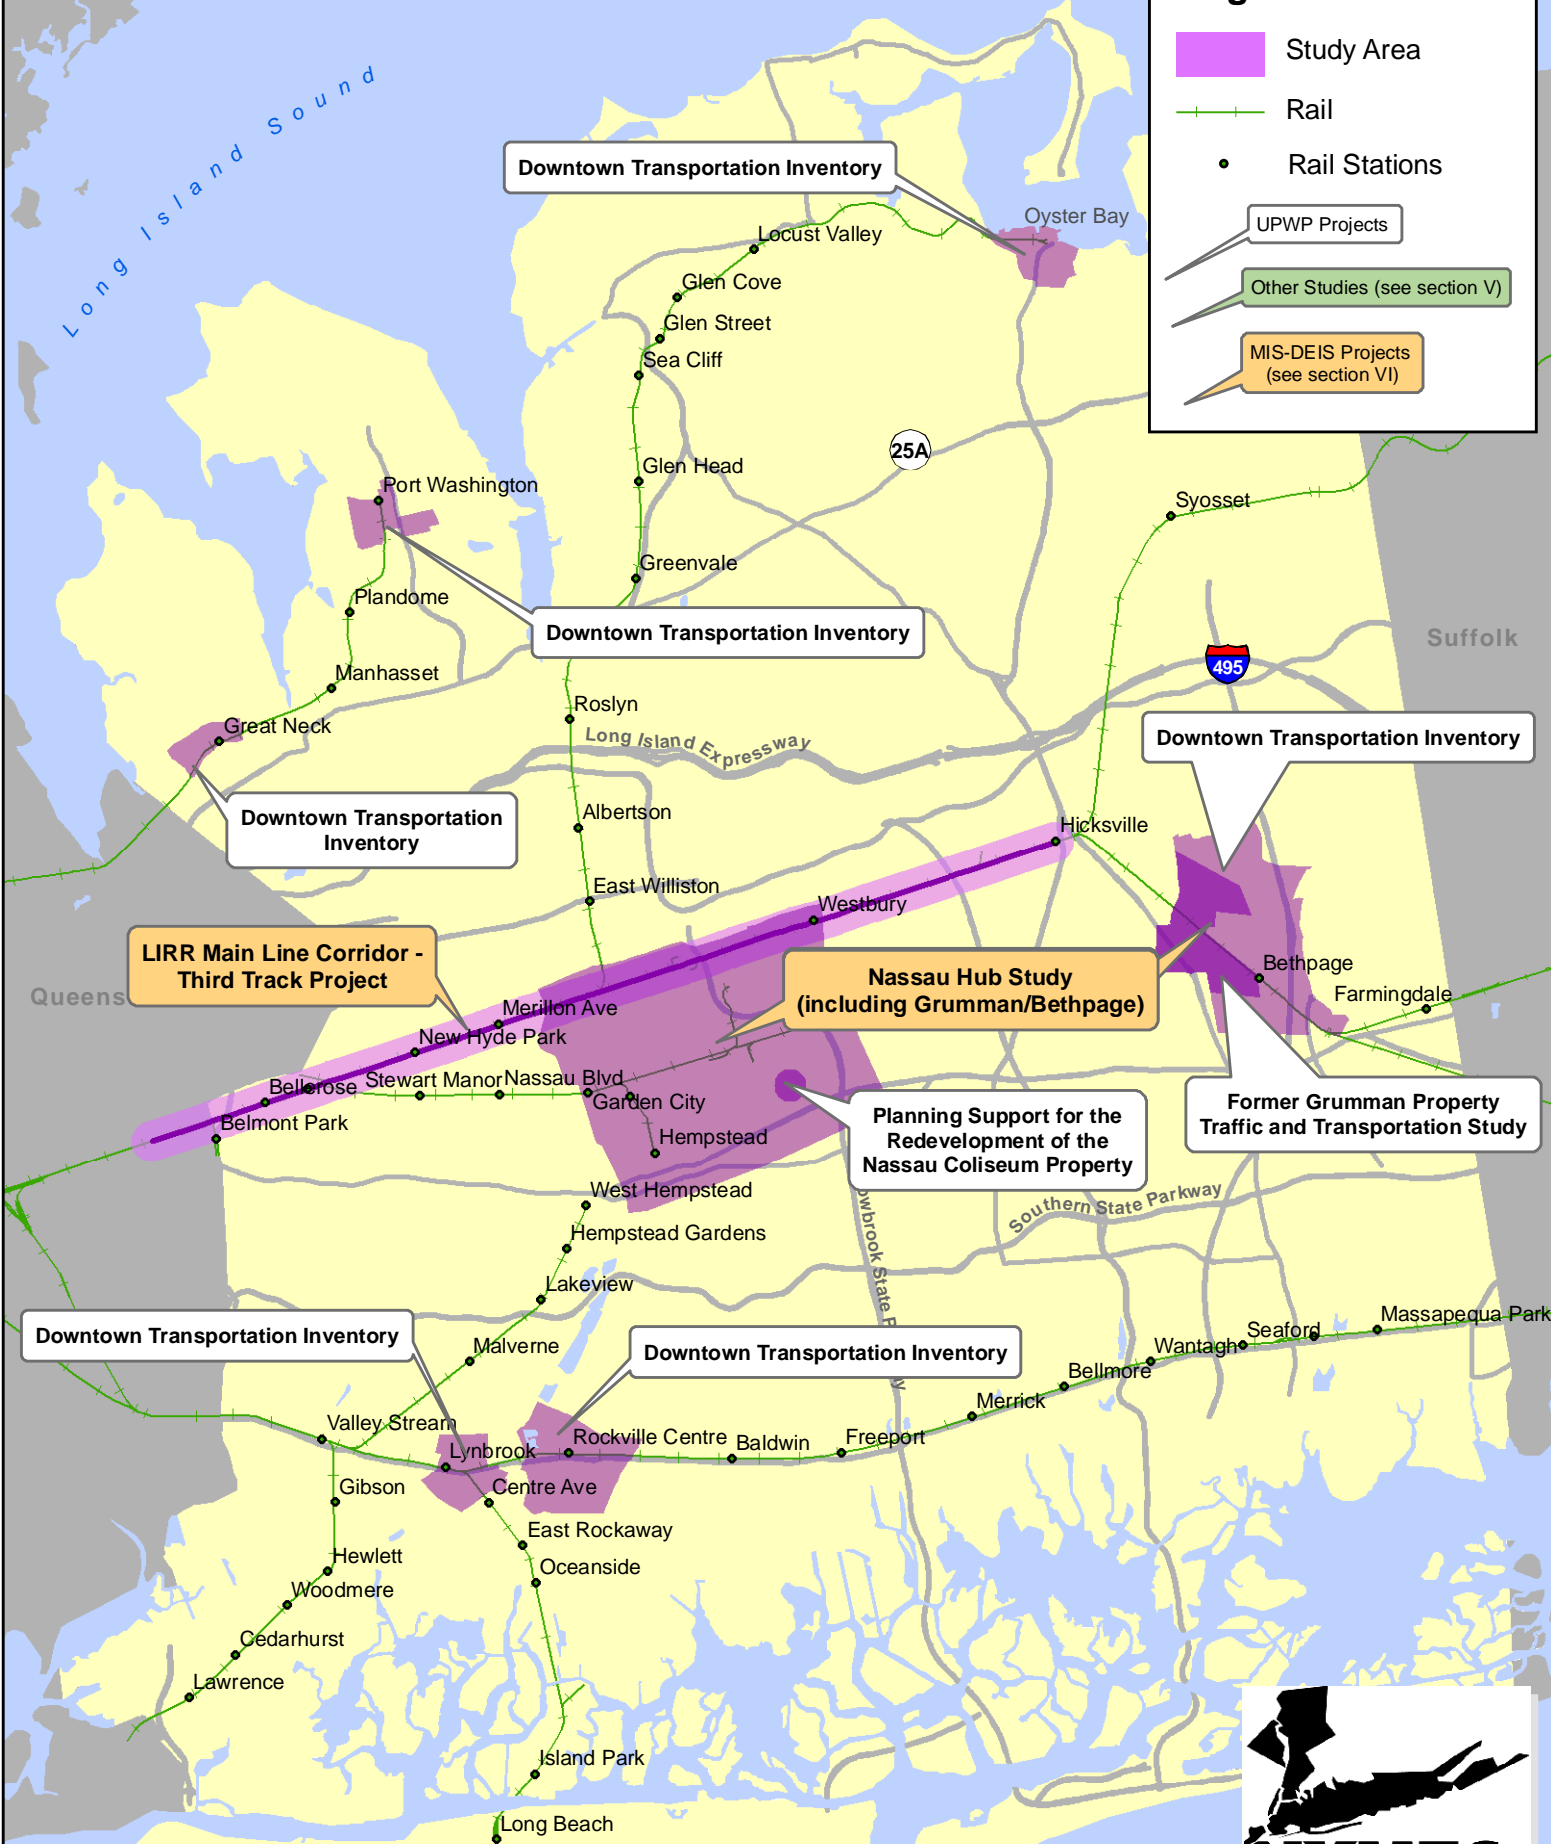 Long Island Sound
Study Area
Rail
Rail Stations
UPWP Projects
Other Studies (see section V)
MIS-DEIS Projects
(see section VI)
Downtown Transportation Inventory
Oyster Bay
Locust Valley
Glen Cove
Glen Street
Sea Cliff
25A
Glen Head
Port Washington
Syosset
Greenvale
Plandome
Downtown Transportation Inventory
Suffolk
495
Manhasset
Roslyn
Great Neck
Long Island Expressway
Downtown Transportation Inventory
Downtown Transportation
Inventory
Albertson
Hicksville
East Williston
Westbury
LIRR Main Line Corridor -
Third Track Project
Nassau Hub Study
(including Grumman/Bethpage)
Bethpage
Queens
Farmingdale
Merillon Ave
New Hyde Park
Bellerose
Stewart Manor
Nassau Blvd
Garden City
Belmont Park
Hempstead
Planning Support for the
Redevelopment of the
Nassau Coliseum Property
Former Grumman Property
Traffic and Transportation Study
West Hempstead
Southern State Parkway
Hempstead Gardens
owbrook State P
Lakeview
Downtown Transportation Inventory
Downtown Transportation Inventory
Malverne
Massapequa Park
Seaford
Wantagh
Bellmore
Merrick
Valley Stream
Lynbrook
Rockville Centre
Baldwin
Freeport
Gibson
Centre Ave
East Rockaway
Hewlett
Oceanside
Woodmere
Cedarhurst
Lawrence
Island Park
Long Beach